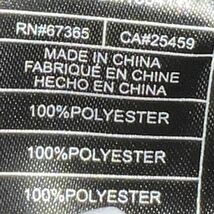 RN#67365 CA#25459
MADE IN CHINA
FABRIQUÉ EN CHINE
HECHO EN CHINA
100%POLYESTER
100%POLYESTER
100%POLYESTER